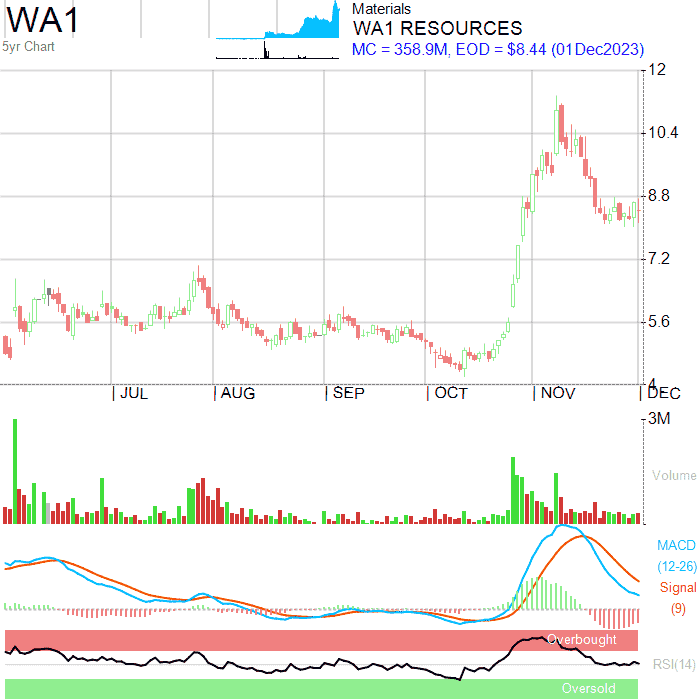 WA1
5yr Chart
Materials
WA1 RESOURCES
MC = 358.9M, EOD = $8.44 (01Dec2023)
12
10.4
8.8
7.2
5.6
4
JUL AUG SEP OCT NOV DEC
3M
Volume
MACD
(12-26)
Signal
(9)
Overbought
RSI(14)
Oversold